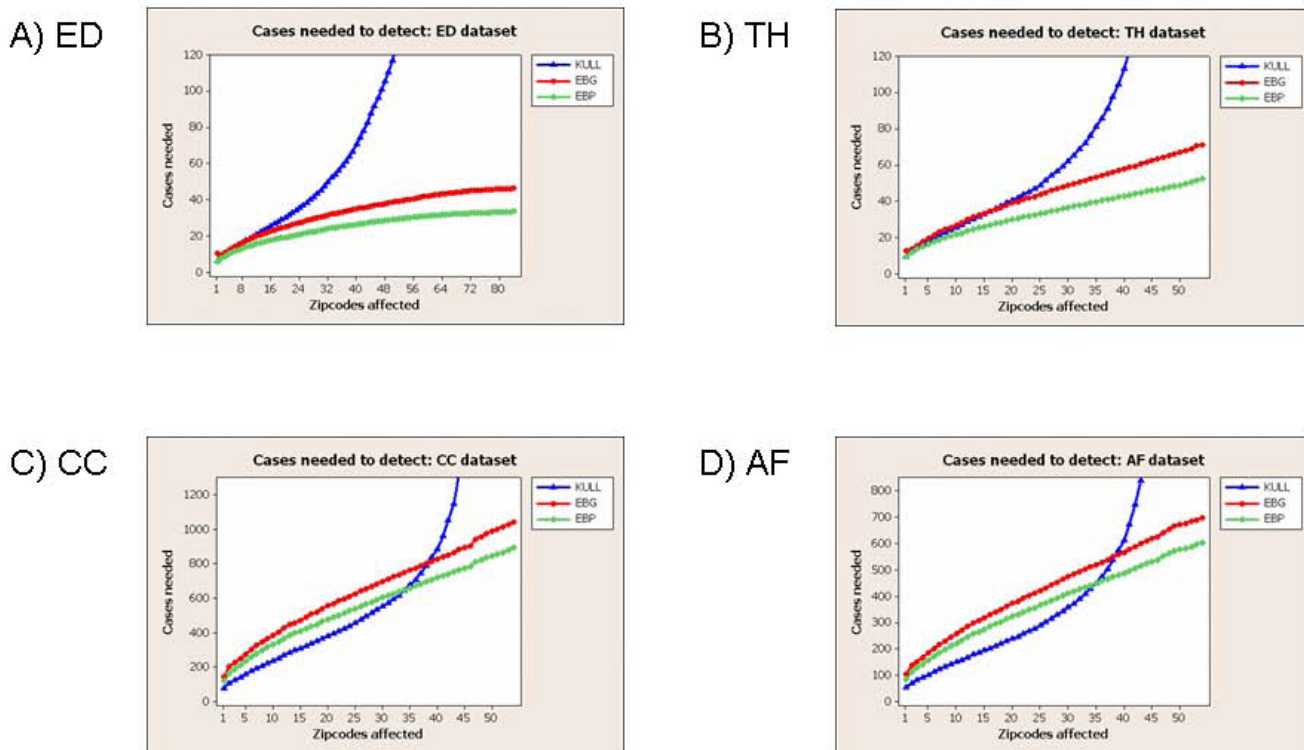 A) ED
Cases needed to detect: ED dataset
KULL
EBG
EBP
Cases needed
120
100
80
60
40
20
0
1 8 16 24 32 40 48 56 64 72 80
Zipcodes affected
B) TH
Cases needed to detect: TH dataset
KULL
EBG
EBP
Cases needed
120
100
80
60
40
20
0
1 5 10 15 20 25 30 35 40 45 50
Zipcodes affected
C) CC
Cases needed to detect: CC dataset
KULL
EBG
EBP
Cases needed
1200
1000
800
600
400
200
0
1 5 10 15 20 25 30 35 40 45 50
Zipcodes affected
D) AF
Cases needed to detect: AF dataset
KULL
EBG
EBP
Cases needed
800
700
600
500
400
300
200
100
0
1 5 10 15 20 25 30 35 40 45 50
Zipcodes affected